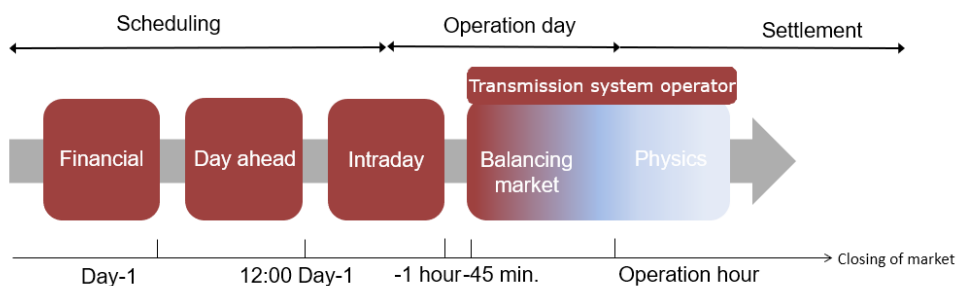 Scheduling
Operation day
Settlement
Transmission system operator
Financial
Day ahead
Intraday
Balancing
market
Physics
Day-1
12:00 Day-1
-1 hour
-45 min.
Operation hour
Closing of market